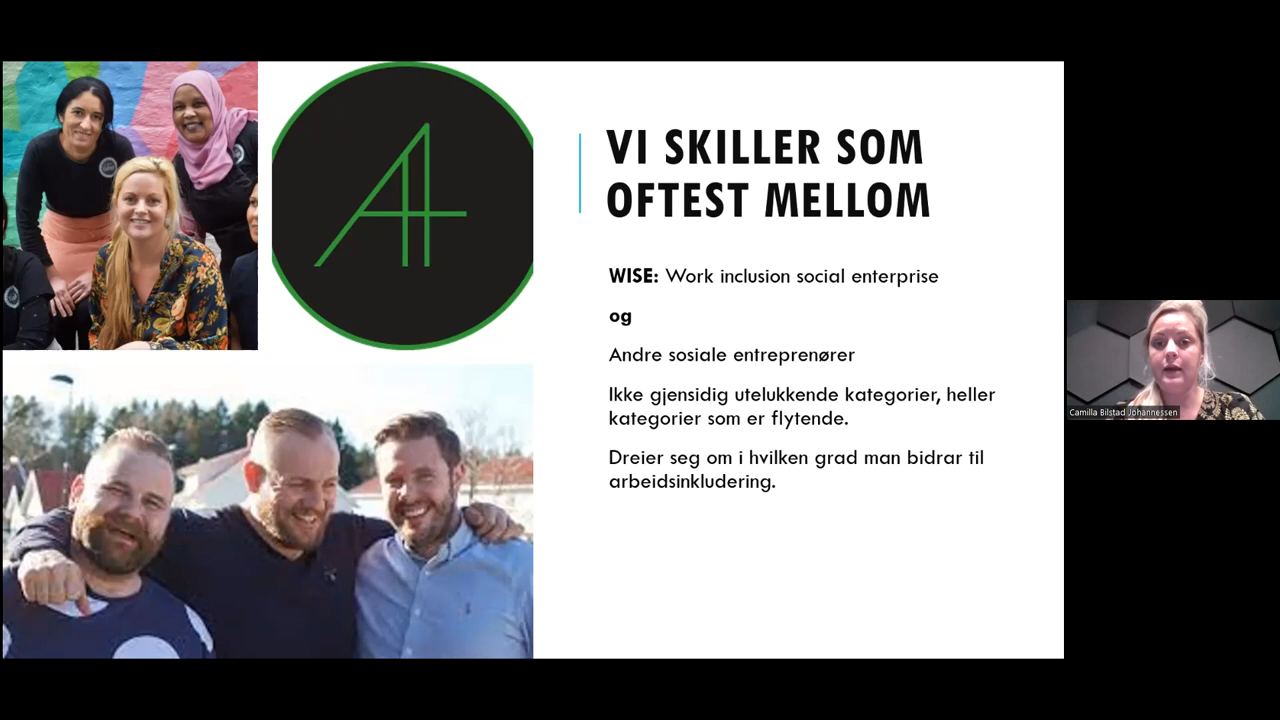 VI SKILLER SOM
OFTEST MELLOM
WISE: Work inclusion social enterprise
og
Andre sosiale entreprenører
Ikke gjensidig utelukkende kategorier, heller
kategorier som er flytende.
Dreier seg om i hvilken grad man bidrar til
arbeidsinkludering.
Camilla Bilstad Johannessen